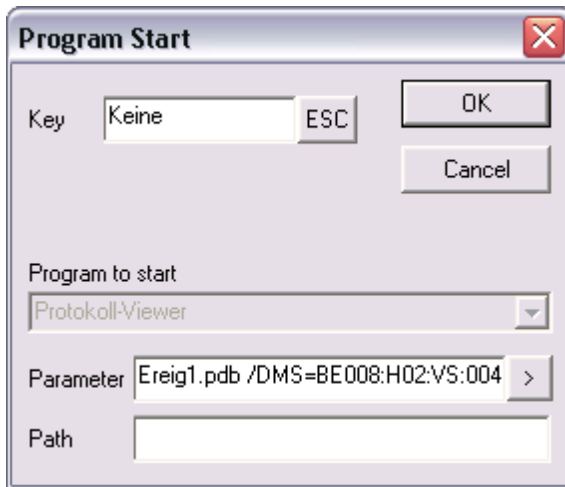 Program Start
Key Keine ESC OK
Cancel
Program to start
Protokoll-Viewer
Parameter Ereig1.pdb /DMS=BE008:H02:VS:004 >
Path